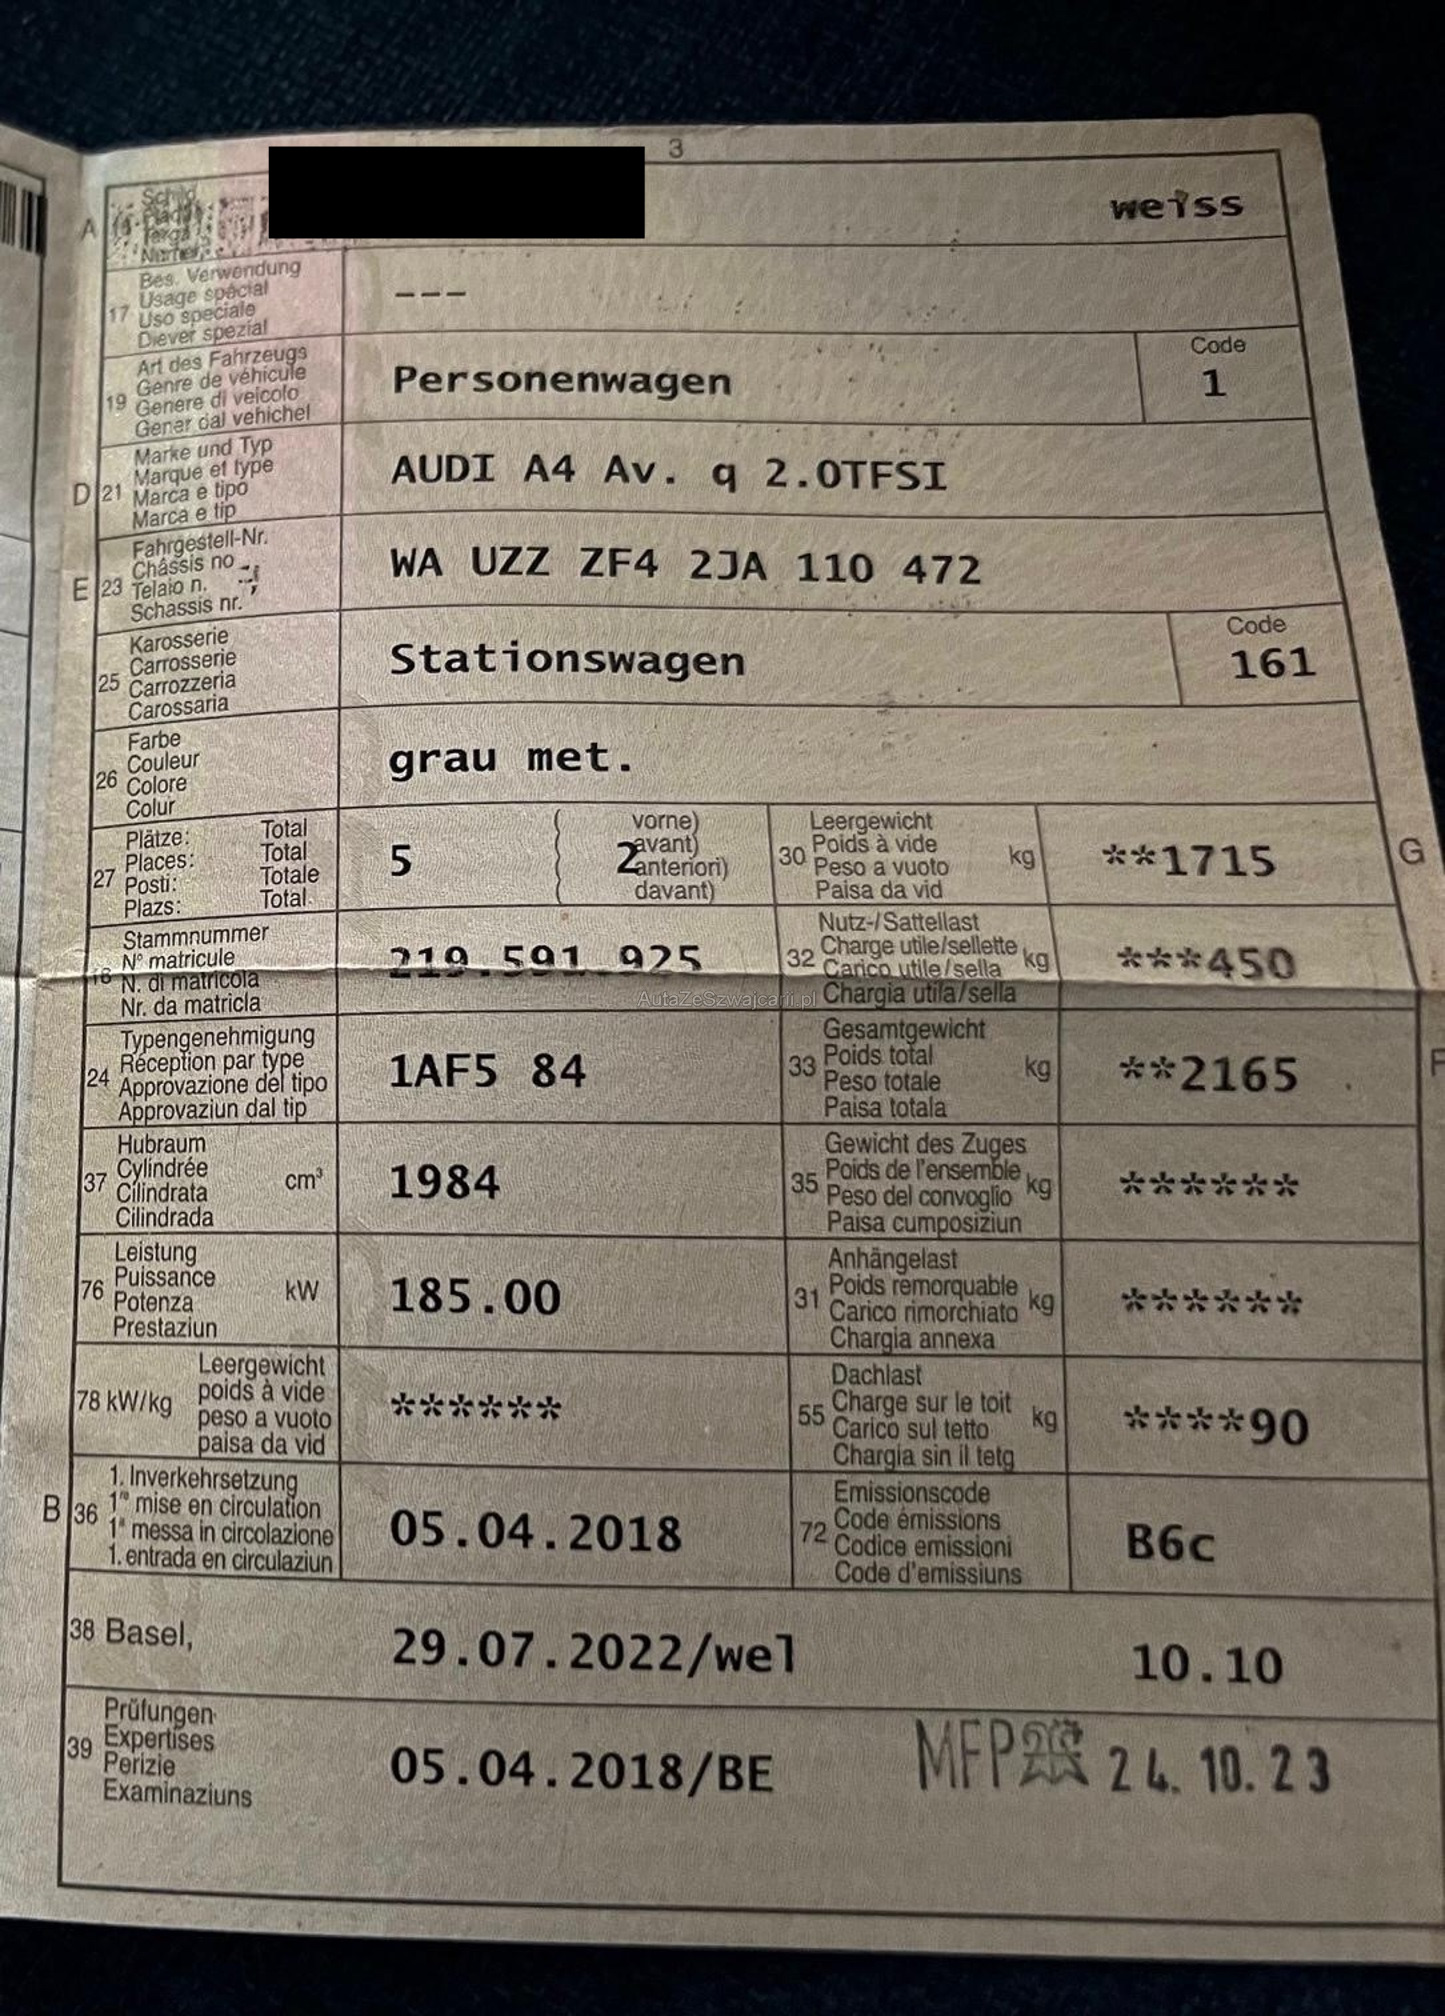 3
A Schild weiss
17 Bes. Verwendung
Usage spécial
Uso speciale
Diever spezial
---
19 Art des Fahrzeugs
Genre de véhicule
Genere di veicolo
Gener dal vehichel
Personenwagen
Code
1
D 21 Marke und Typ
Marque et type
Marca e tipo
Marca e tip
AUDI A4 Av. q 2.0TFSI
E 23 Fahrgestell-Nr.
Châssis no
Telaio n.
Schassis nr.
WA UZZ ZF4 2JA 110 472
25 Karosserie
Carrosserie
Carrozzeria
Carossaria
Stationswagen
Code
161
26 Farbe
Couleur
Colore
Colur
grau met.
27 Plätze: Total
Places: Total
Posti: Totale
Plazs: Total
5
2
vorne)
avant)
anteriori)
davant)
30 Leergewicht
Poids à vide
Peso a vuoto
Paisa da vid
kg
**1715
G
18 Stammnummer
N° matricule
N. di matricola
Nr. da matricla
219.591.925
32 Nutz-/Sattellast
Charge utile/sellette
Carico utile/sella
Chargia utila/sella
kg
***450
AutaZeSzwajcarii.pl
24 Typengenehmigung
Réception par type
Approvazione del tipo
Approvaziun dal tip
1AF5 84
33 Gesamtgewicht
Poids total
Peso totale
Paisa totala
kg
**2165
F
37 Hubraum
Cylindrée
Cilindrata
Cilindrada
cm³
1984
35 Gewicht des Zuges
Poids de l'ensemble
Peso del convoglio
Paisa cumposiziun
kg
******
76 Leistung
Puissance
Potenza
Prestaziun
kW
185.00
31 Anhängelast
Poids remorquable
Carico rimorchiato
Chargia annexa
kg
******
78 kW/kg
Leergewicht
poids à vide
peso a vuoto
paisa da vid
******
55 Dachlast
Charge sur le toit
Carico sul tetto
Chargia sin il tetg
kg
****90
B 36 1. Inverkehrsetzung
1re mise en circulation
1a messa in circolazione
1. entrada en circulaziun
05.04.2018
72 Emissionscode
Code émissions
Codice emissioni
Code d'emissiuns
B6c
38 Basel,
29.07.2022/wel
10.10
39 Prüfungen
Expertises
Perizie
Examinaziuns
05.04.2018/BE
MFP 24.10.23